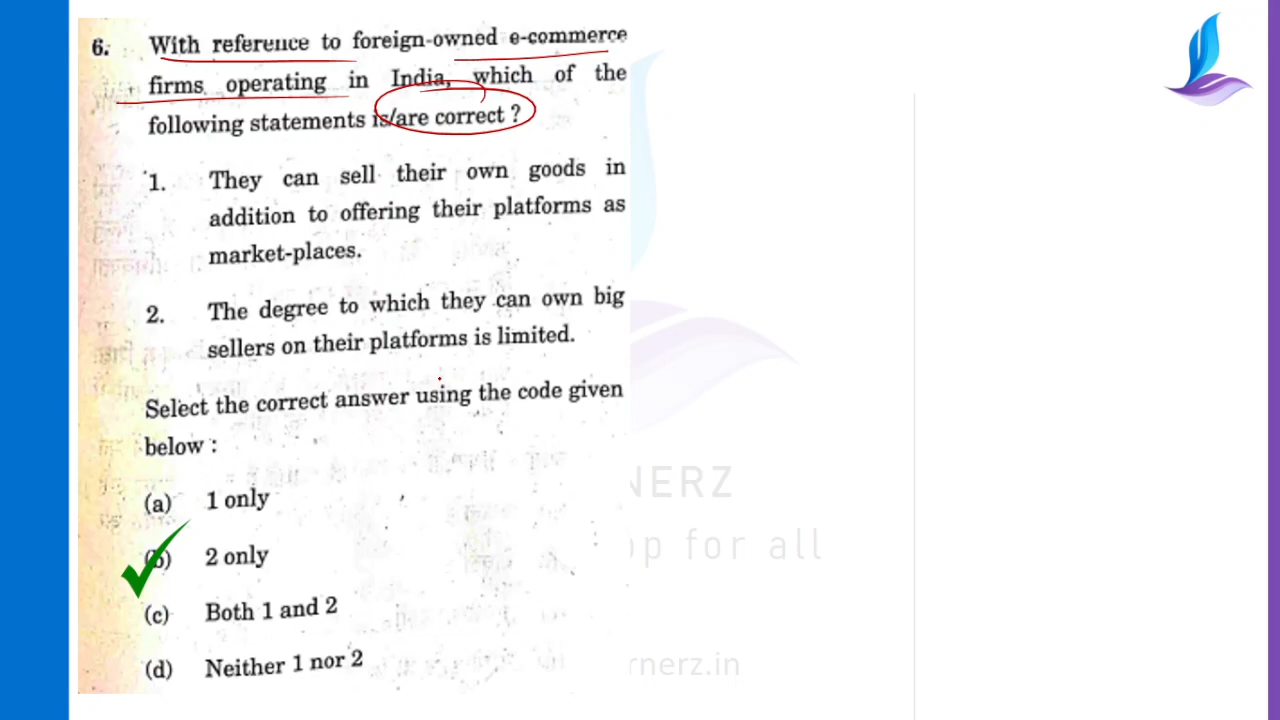 6. With reference to foreign-owned e-commerce
firms operating in India, which of the
following statements is/are correct ?
1. They can sell their own goods in
addition to offering their platforms as
market-places.
2. The degree to which they can own big
sellers on their platforms is limited.
Select the correct answer using the code given
below :
(a) 1 only
(b) 2 only
(c) Both 1 and 2
(d) Neither 1 nor 2
NERZ
op for all
rnerz.in